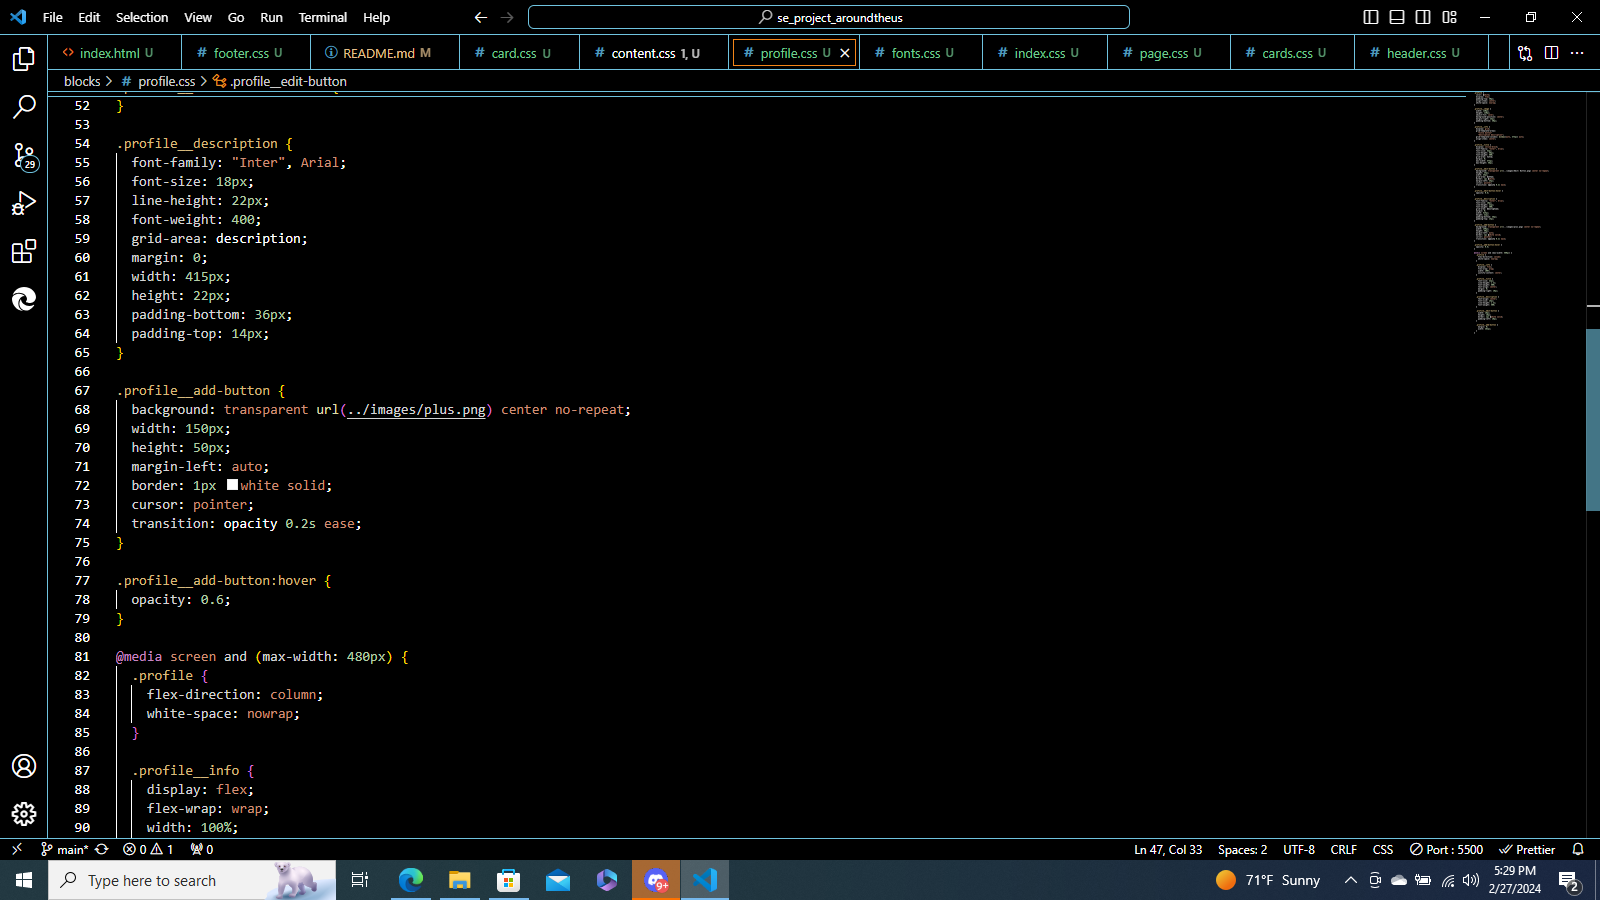 File Edit Selection View Go Run Terminal Help
se_project_aroundtheus
index.html U
footer.css U
README.md M
card.css U
content.css 1, U
profile.css U
fonts.css U
index.css U
page.css U
cards.css U
header.css U
blocks > # profile.css > .profile__edit-button
52 }
53
54 .profile__description {
55 font-family: "Inter", Arial;
56 font-size: 18px;
57 line-height: 22px;
58 font-weight: 400;
59 grid-area: description;
60 margin: 0;
61 width: 415px;
62 height: 22px;
63 padding-bottom: 36px;
64 padding-top: 14px;
65 }
66
67 .profile__add-button {
68 background: transparent url(../images/plus.png) center no-repeat;
69 width: 150px;
70 height: 50px;
71 margin-left: auto;
72 border: 1px white solid;
73 cursor: pointer;
74 transition: opacity 0.2s ease;
75 }
76
77 .profile__add-button:hover {
78 opacity: 0.6;
79 }
80
81 @media screen and (max-width: 480px) {
82 .profile {
83 flex-direction: column;
84 white-space: nowrap;
85 }
86
87 .profile__info {
88 display: flex;
89 flex-wrap: wrap;
90 width: 100%;
29
main* 0 1 0
Ln 47, Col 33 Spaces: 2 UTF-8 CRLF CSS Port : 5500 Prettier
Type here to search
9+
71°F Sunny
5:29 PM
2/27/2024
2